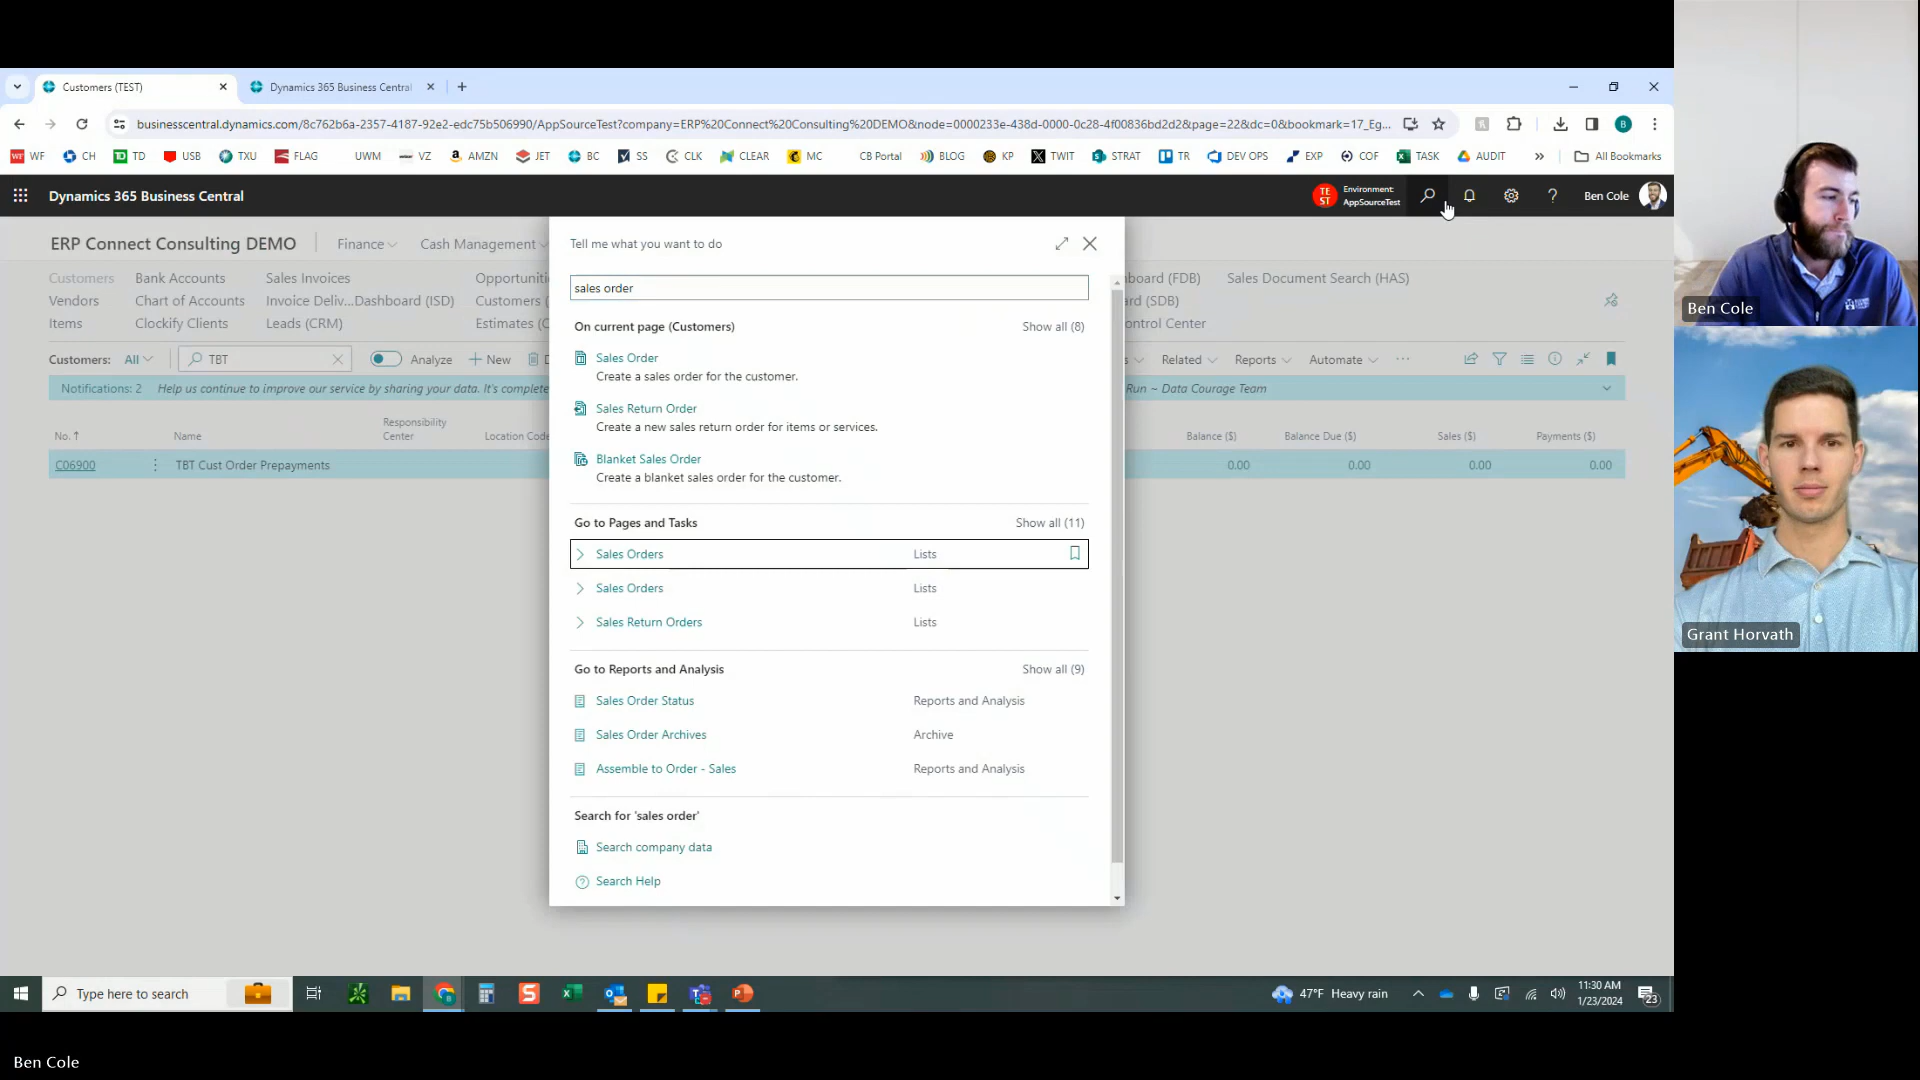 Customers (TEST)
Dynamics 365 Business Central
businesscentral.dynamics.com/8c762b6a-2357-4187-92e2-edc75b506990/AppSourceTest?company=ERP%20Connect%20Consulting%20DEMO&node=0000233e-438d-0000-0c28-4f00836bd2d2&page=22&dc=0&bookmark=17_Eg...
WF CH TD USB TXU FLAG UWM VZ AMZN JET BC SS CLK CLEAR MC CB Portal BLOG KP TWIT STRAT TR DEV OPS EXP COF TASK AUDIT » All Bookmarks
Dynamics 365 Business Central
TE ST
Environment:
AppSourceTest
Ben Cole
ERP Connect Consulting DEMO
Finance
Cash Management
Customers Bank Accounts Sales Invoices Opportuniti
board (FDB) Sales Document Search (HAS)
Vendors Chart of Accounts Invoice Deliv...Dashboard (ISD) Customers (
rd (SDB)
Items Clockify Clients Leads (CRM) Estimates (C
ontrol Center
Customers: All TBT Analyze + New D
s Related Reports Automate ...
Notifications: 2 Help us continue to improve our service by sharing your data. It's complete
Run ~ Data Courage Team
No. ↑ Name Responsibility Center Location Code
Balance ($) Balance Due ($) Sales ($) Payments ($)
C06900 TBT Cust Order Prepayments
0.00 0.00 0.00 0.00
Tell me what you want to do
sales order
On current page (Customers) Show all (8)
Sales Order
Create a sales order for the customer.
Sales Return Order
Create a new sales return order for items or services.
Blanket Sales Order
Create a blanket sales order for the customer.
Go to Pages and Tasks Show all (11)
Sales Orders Lists
Sales Orders Lists
Sales Return Orders Lists
Go to Reports and Analysis Show all (9)
Sales Order Status Reports and Analysis
Sales Order Archives Archive
Assemble to Order - Sales Reports and Analysis
Search for 'sales order'
Search company data
Search Help
Type here to search
47°F Heavy rain
11:30 AM
1/23/2024
23
Ben Cole
Grant Horvath
Ben Cole